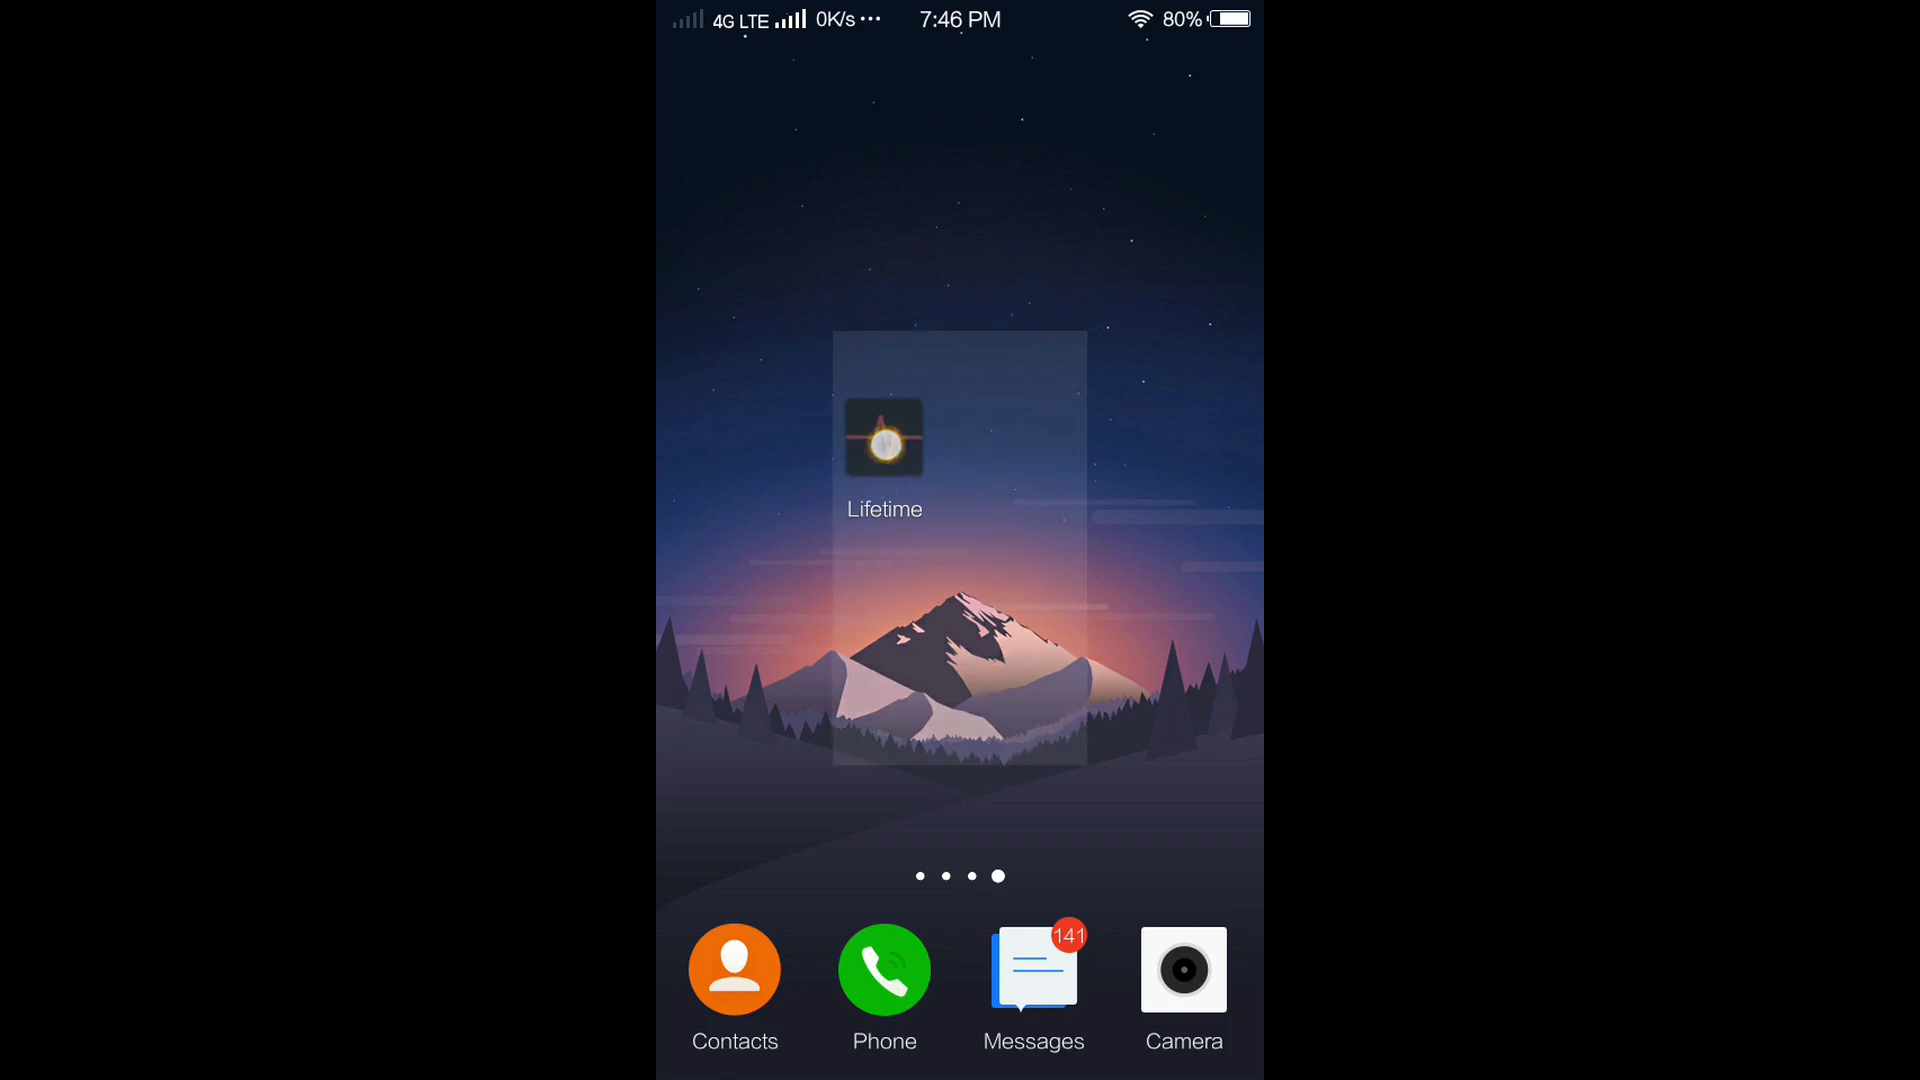 4G LTE 0K/s ··· 7:46 PM 80%
Lifetime
141
Contacts Phone Messages Camera